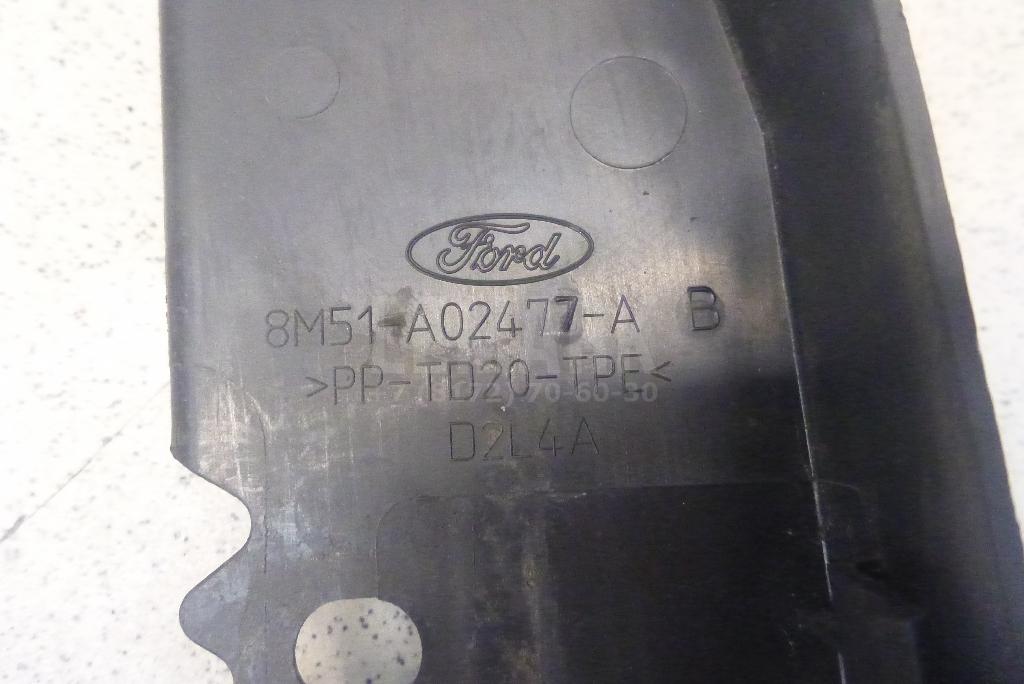 Ford
8M51-A02477-A B
>PP-TD20-TPE<
D2L4A